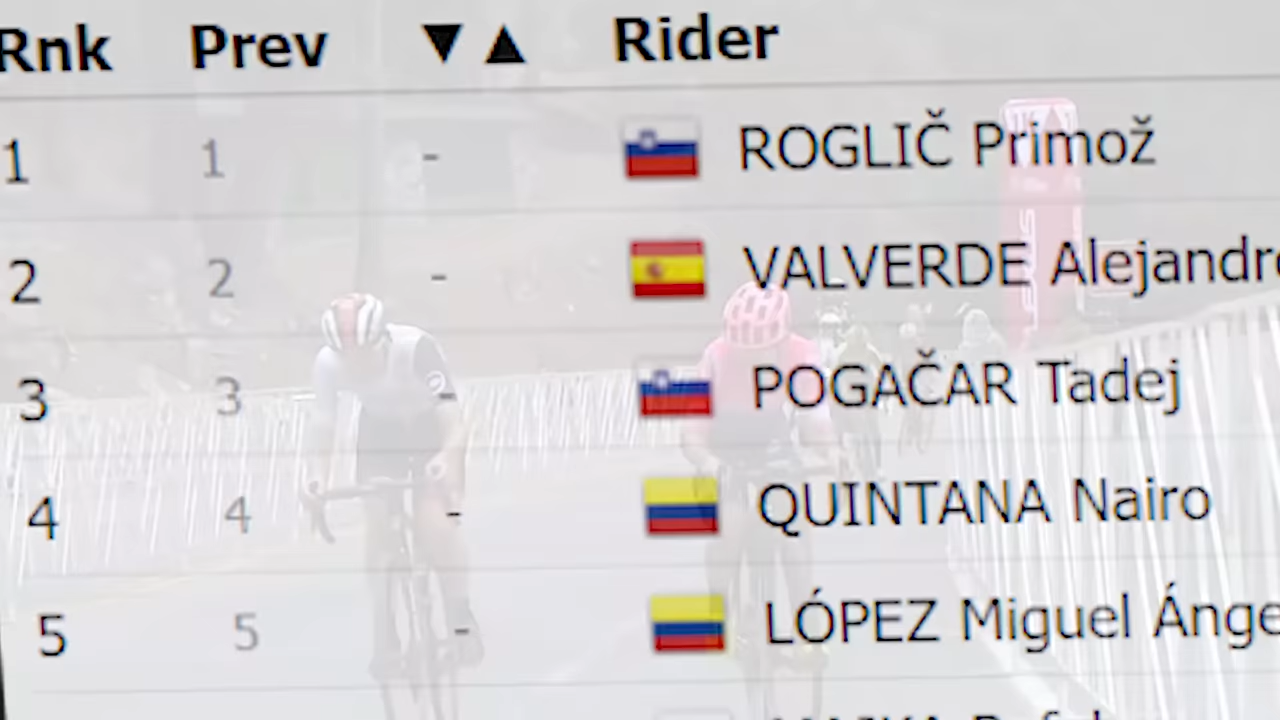 Rnk Prev ▼ ▲ Rider
1 1 - ROGLIČ Primož
2 2 - VALVERDE Alejandro
3 3 - POGAČAR Tadej
4 4 - QUINTANA Nairo
5 5 - LÓPEZ Miguel Ánge